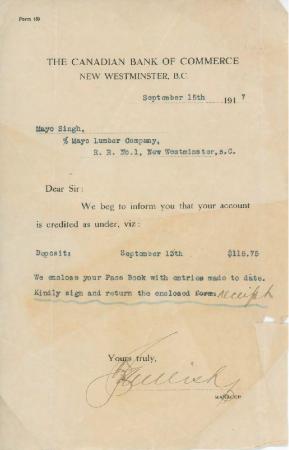 Form 159
THE CANADIAN BANK OF COMMERCE
NEW WESTMINSTER, B.C.
September 15th 1917
Mayo Singh,
℅ Mayo Lumber Company,
R. R. No.1, New Westminster, B.C.
Dear Sir:
We beg to inform you that your account
is credited as under, viz:
Deposit: September 13th $115.75
We enclose your Pass Book with entries made to date.
Kindly sign and return the enclosed form. receipt
Yours truly,
MANAGER